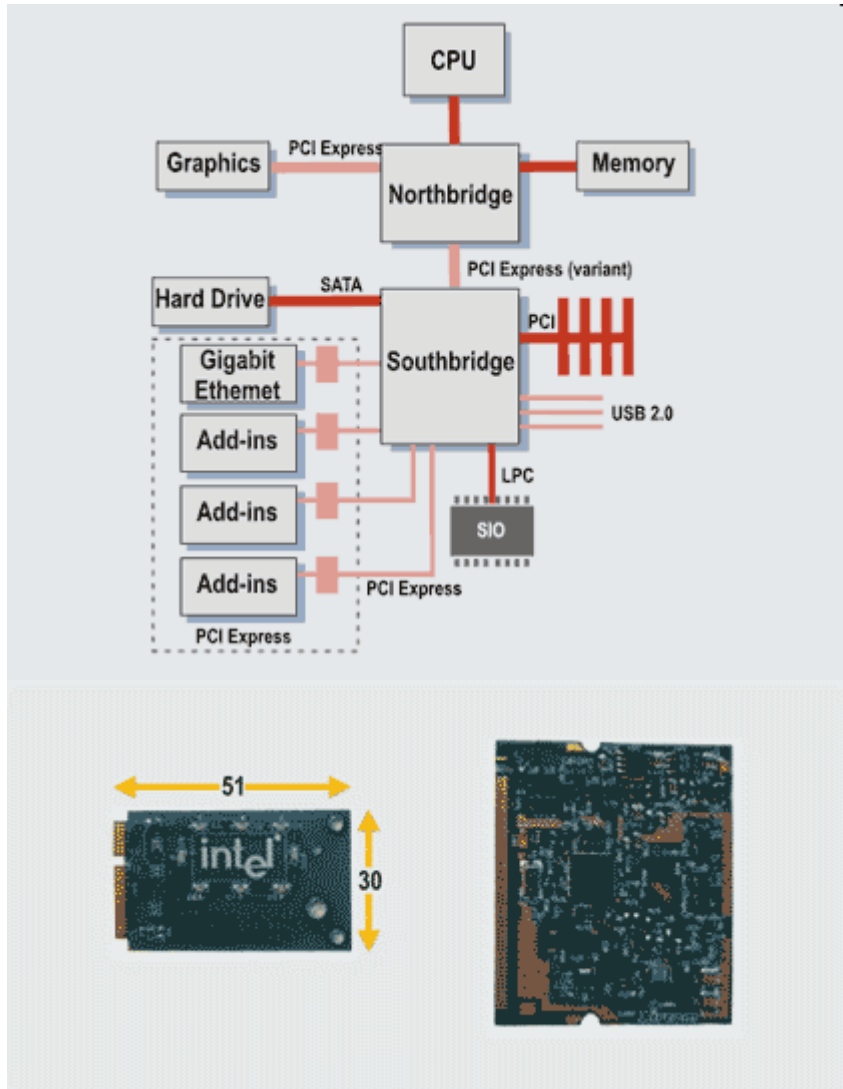 CPU
PCI Express
Graphics
Northbridge
Memory
PCI Express (variant)
Hard Drive
SATA
Southbridge
PCI
Gigabit
Ethernet
USB 2.0
Add-ins
LPC
Add-ins
SIO
Add-ins
PCI Express
PCI Express
51
intel
30